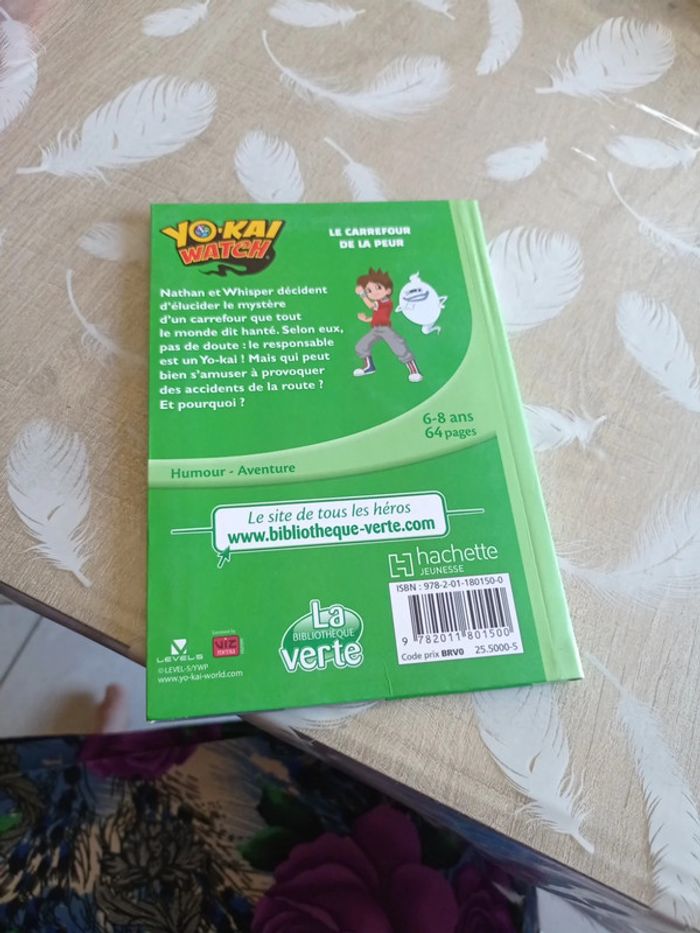 YO-KAI
WATCH
LE CARREFOUR
DE LA PEUR
Nathan et Whisper décident
d'élucider le mystère
d'un carrefour que tout
le monde dit hanté. Selon eux,
pas de doute : le responsable
est un Yo-kai ! Mais qui peut
bien s'amuser à provoquer
des accidents de la route ?
Et pourquoi ?
6-8 ans
64 pages
Humour - Aventure
Le site de tous les héros
www.bibliotheque-verte.com
hachette
JEUNESSE
ISBN : 978-2-01-180150-0
9 782011 801500
Code prix BRV0 25.5000-5
La
BIBLIOTHÈQUE
verte
LEVEL5
VIZ
media
©LEVEL-5/YWP
www.yo-kai-world.com